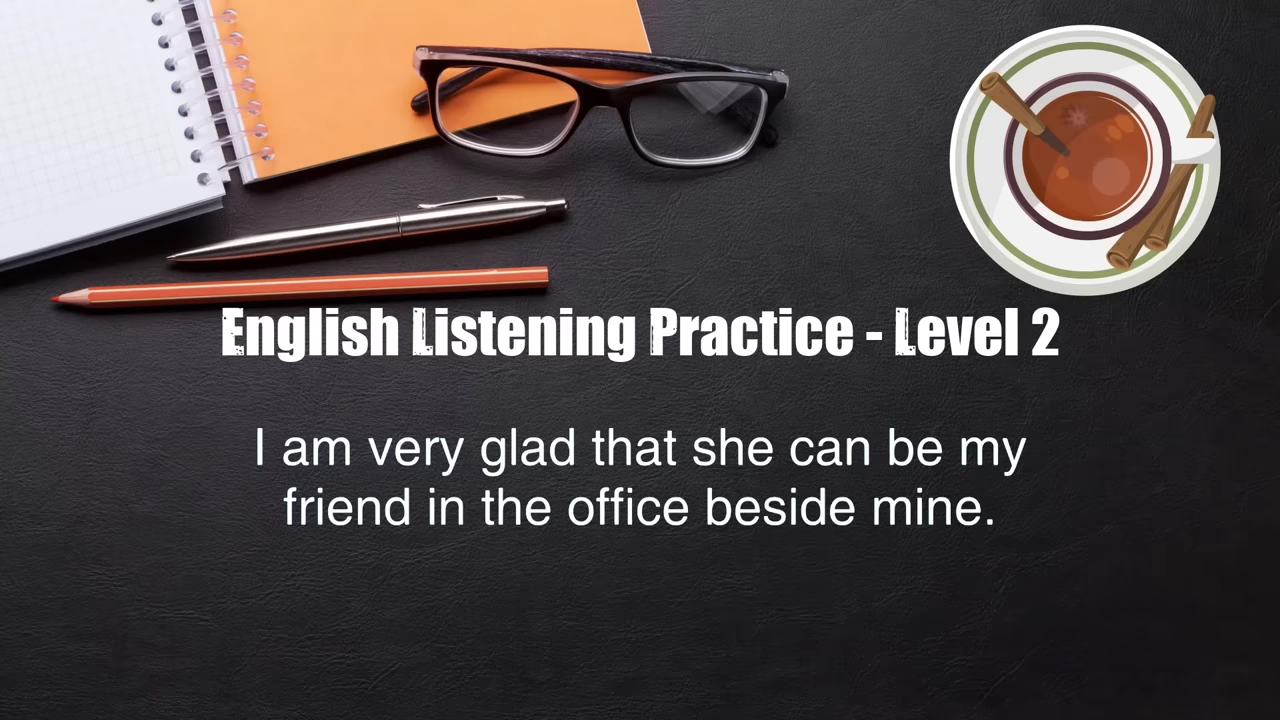 English Listening Practice - Level 2
I am very glad that she can be my
friend in the office beside mine.